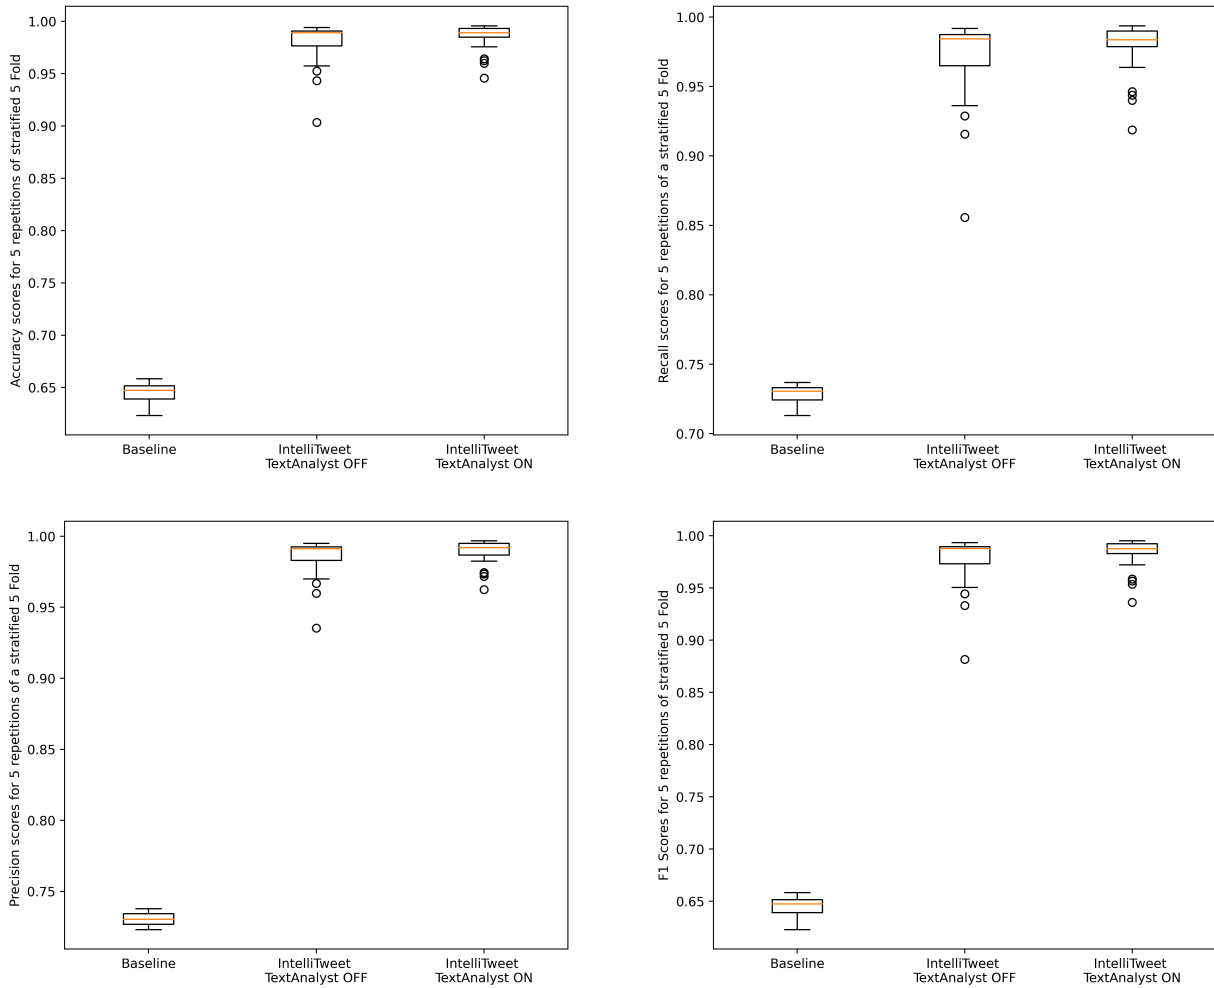 Accuracy scores for 5 repetitions of stratified 5 Fold
1.00
0.95
0.90
0.85
0.80
0.75
0.70
0.65
Baseline
IntelliTweet
TextAnalyst OFF
IntelliTweet
TextAnalyst ON
Recall scores for 5 repetitions of a stratified 5 Fold
1.00
0.95
0.90
0.85
0.80
0.75
0.70
Baseline
IntelliTweet
TextAnalyst OFF
IntelliTweet
TextAnalyst ON
Precision scores for 5 repetitions of a stratified 5 Fold
1.00
0.95
0.90
0.85
0.80
0.75
Baseline
IntelliTweet
TextAnalyst OFF
IntelliTweet
TextAnalyst ON
F1 Scores for 5 repetitions of stratified 5 Fold
1.00
0.95
0.90
0.85
0.80
0.75
0.70
0.65
Baseline
IntelliTweet
TextAnalyst OFF
IntelliTweet
TextAnalyst ON